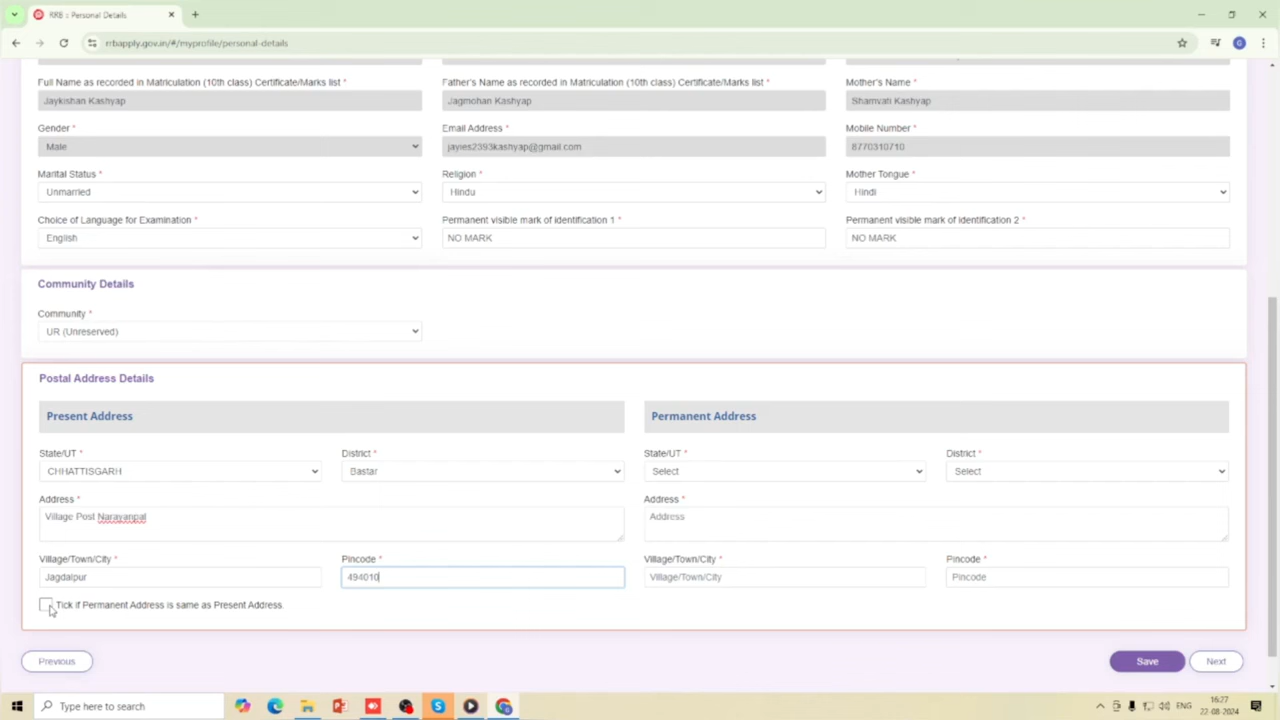 RRB : Personal Details
rrbapply.gov.in/#/myprofile/personal-details
G
Full Name as recorded in Matriculation (10th class) Certificate/Marks list *
Father's Name as recorded in Matriculation (10th class) Certificate/Marks list *
Mother's Name *
Jaykishan Kashyap
Jagmohan Kashyap
Shamvati Kashyap
Gender *
Email Address *
Mobile Number *
Male
jayies2393kashyap@gmail.com
8770310710
Marital Status *
Religion *
Mother Tongue *
Unmarried
Hindu
Hindi
Choice of Language for Examination *
Permanent visible mark of identification 1 *
Permanent visible mark of identification 2 *
English
NO MARK
NO MARK
Community Details
Community *
UR (Unreserved)
Postal Address Details
Present Address
Permanent Address
State/UT *
District *
State/UT *
District *
CHHATTISGARH
Bastar
Select
Select
Address *
Address *
Village Post Narayanpal
Address
Village/Town/City *
Pincode *
Village/Town/City *
Pincode *
Jagdalpur
494010
Village/Town/City
Pincode
Tick if Permanent Address is same as Present Address.
Previous
Save
Next
Type here to search
ENG
16:27
22-08-2024